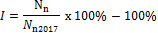 I = Nₙ / Nₙ₂₀₁₇ x 100% − 100%